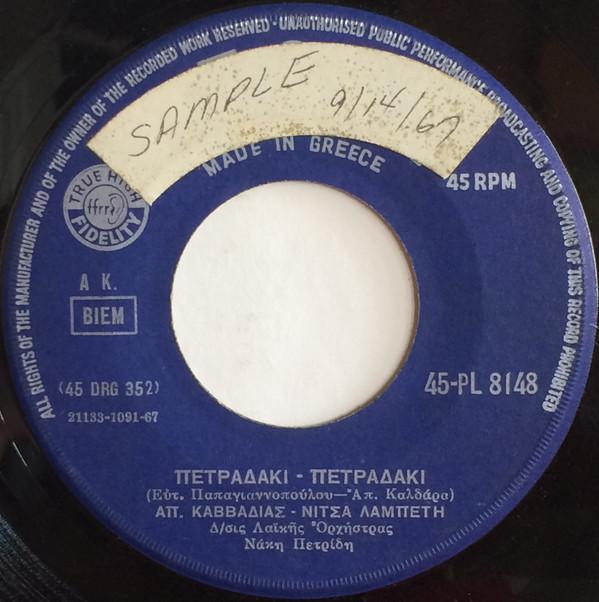 ALL RIGHTS OF THE MANUFACTURER AND OF THE OWNER OF THE RECORDED WORK RESERVED - UNAUTHORISED PUBLIC PERFORMANCE BROADCASTING AND COPYING OF THIS RECORD PROHIBITED
SAMPLE 9/14/67
MADE IN GREECE
TRUE HIGH
ffrr
FIDELITY
45 RPM
A K.
BIEM
(45 DRG 352)
45-PL 8148
21133-1091-67
ΠΕΤΡΑΔΑΚΙ - ΠΕΤΡΑΔΑΚΙ
(Εὐτ. Παπαγιαννοπούλου—Ἀπ. Καλδάρα)
ΑΠ. ΚΑΒΒΑΔΙΑΣ - ΝΙΤΣΑ ΛΑΜΠΕΤΗ
Δ/σις Λαϊκῆς Ὀρχήστρας
Νάκη Πετρίδη